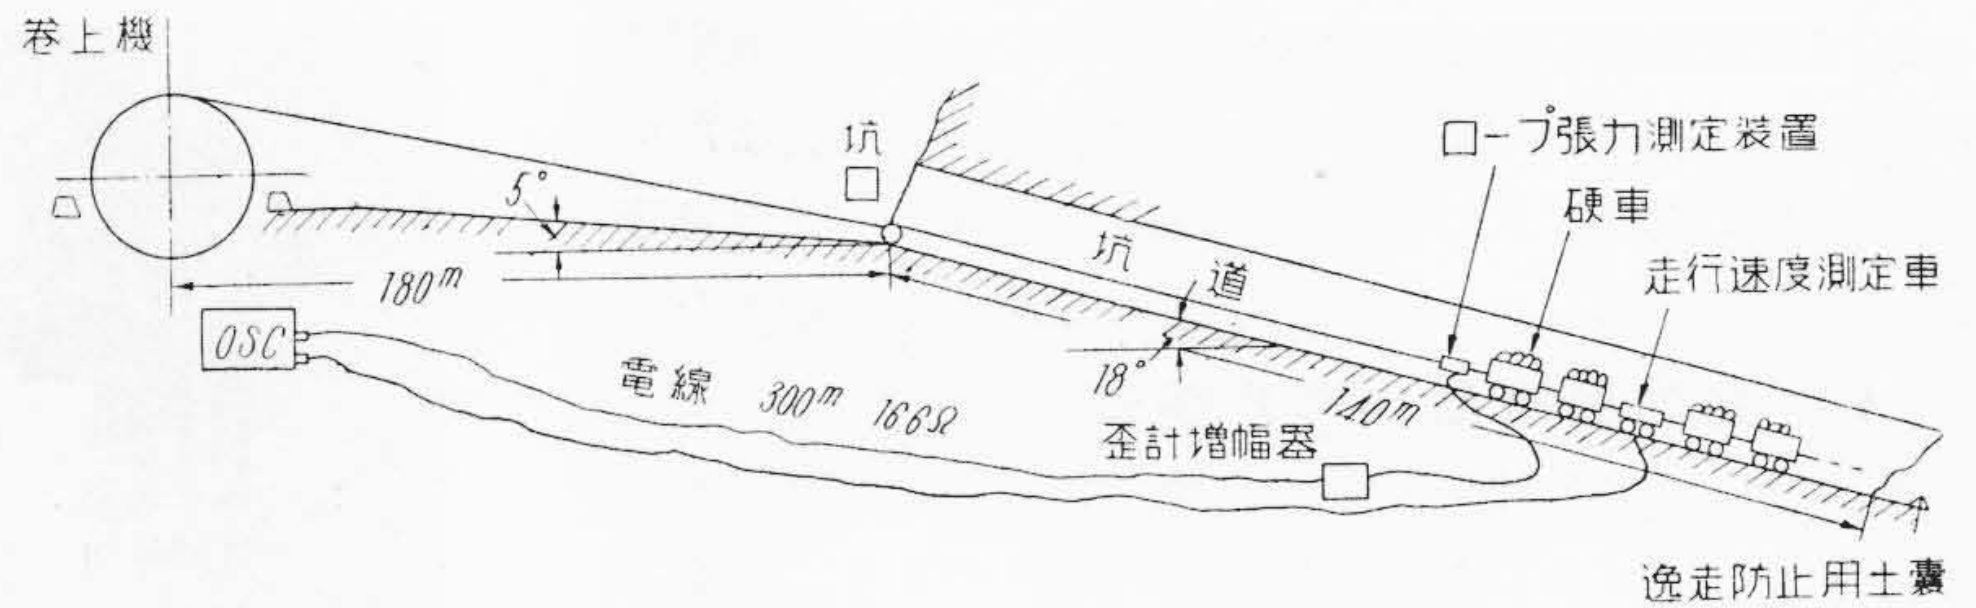 巻上機
坑口
ロープ張力測定装置
硬車
5°
坑道
走行速度測定車
180m
OSC
電線 300m 166Ω
18°
140m
歪計増幅器
逸走防止用土嚢